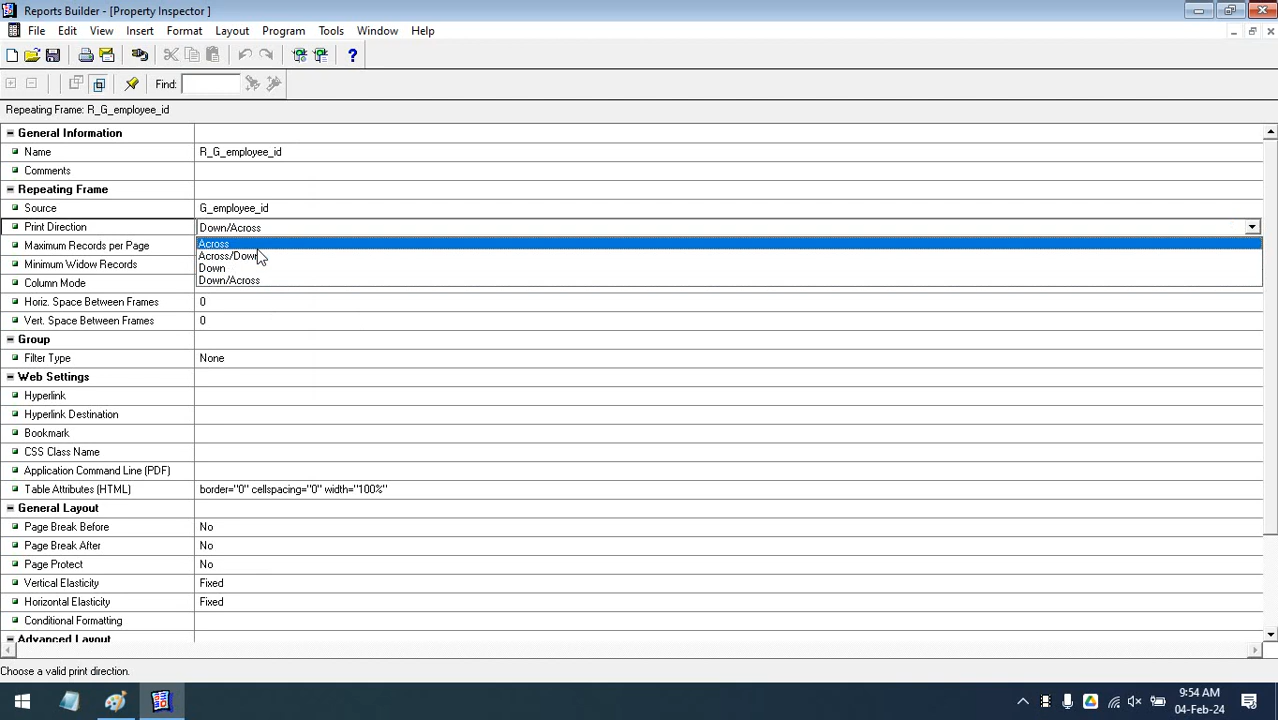 Reports Builder - [Property Inspector ]
File Edit View Insert Format Layout Program Tools Window Help
Find:
Repeating Frame: R_G_employee_id
General Information
Name R_G_employee_id
Comments
Repeating Frame
Source G_employee_id
Print Direction Down/Across
Across
Maximum Records per Page
Across/Down
Minimum Widow Records
Down
Column Mode
Down/Across
Horiz. Space Between Frames 0
Vert. Space Between Frames 0
Group
Filter Type None
Web Settings
Hyperlink
Hyperlink Destination
Bookmark
CSS Class Name
Application Command Line (PDF)
Table Attributes (HTML) border="0" cellspacing="0" width="100%"
General Layout
Page Break Before No
Page Break After No
Page Protect No
Vertical Elasticity Fixed
Horizontal Elasticity Fixed
Conditional Formatting
Advanced Layout
Choose a valid print direction.
9:54 AM
04-Feb-24